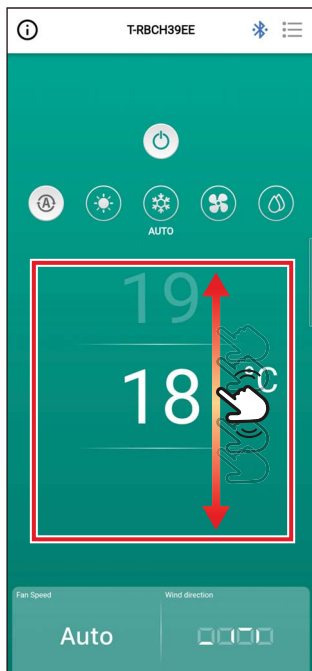 T-RBCH39EE
A
AUTO
19
18 °C
Fan Speed
Wind direction
Auto